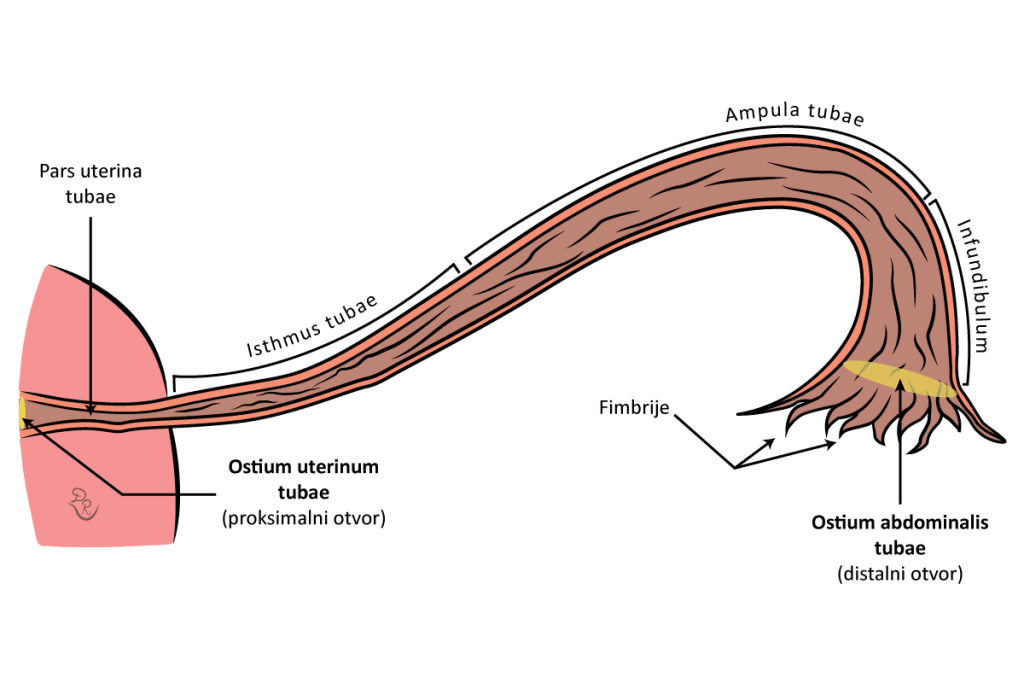 Ampula tubae
Pars uterina
tubae
Infundibulum
Isthmus tubae
Fimbrije
Ostium uterinum
tubae
(proksimalni otvor)
DR
Ostium abdominalis
tubae
(distalni otvor)